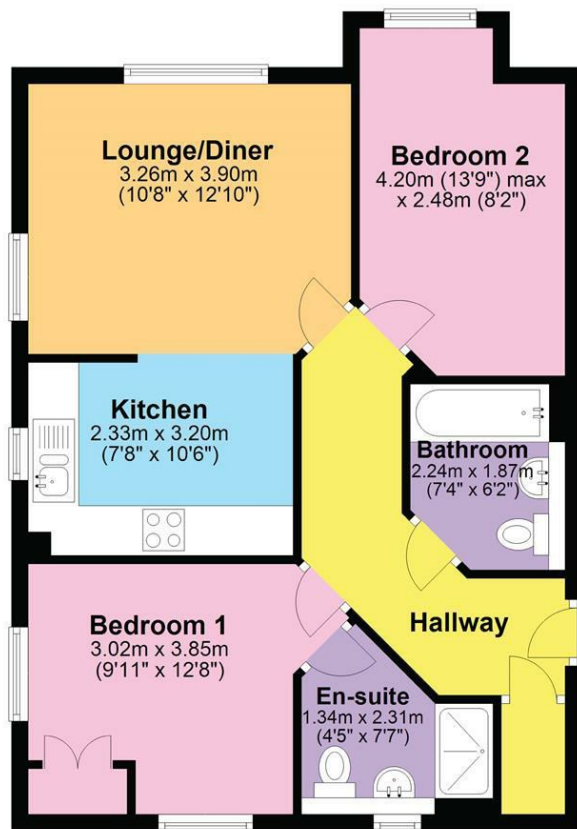 Lounge/Diner
3.26m x 3.90m
(10'8" x 12'10")
Bedroom 2
4.20m (13'9") max
x 2.48m (8'2")
Kitchen
2.33m x 3.20m
(7'8" x 10'6")
Bathroom
2.24m x 1.87m
(7'4" x 6'2")
Bedroom 1
3.02m x 3.85m
(9'11" x 12'8")
Hallway
En-suite
1.34m x 2.31m
(4'5" x 7'7")